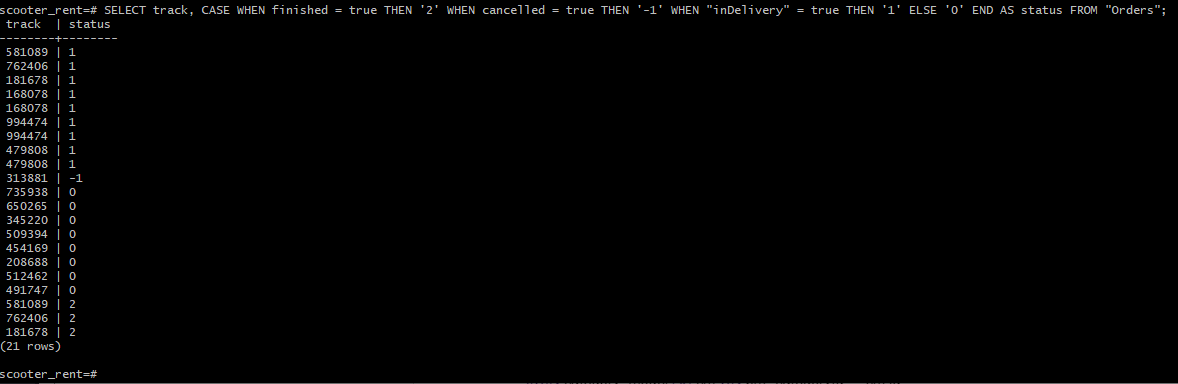 scooter_rent=# SELECT track, CASE WHEN finished = true THEN '2' WHEN cancelled = true THEN '-1' WHEN "inDelivery" = true THEN '1' ELSE '0' END AS status FROM "Orders";
 track  | status
--------+--------
 581089 | 1
 762406 | 1
 181678 | 1
 168078 | 1
 168078 | 1
 994474 | 1
 994474 | 1
 479808 | 1
 479808 | 1
 313881 | -1
 735938 | 0
 650265 | 0
 345220 | 0
 509394 | 0
 454169 | 0
 208688 | 0
 512462 | 0
 491747 | 0
 581089 | 2
 762406 | 2
 181678 | 2
(21 rows)
scooter_rent=#